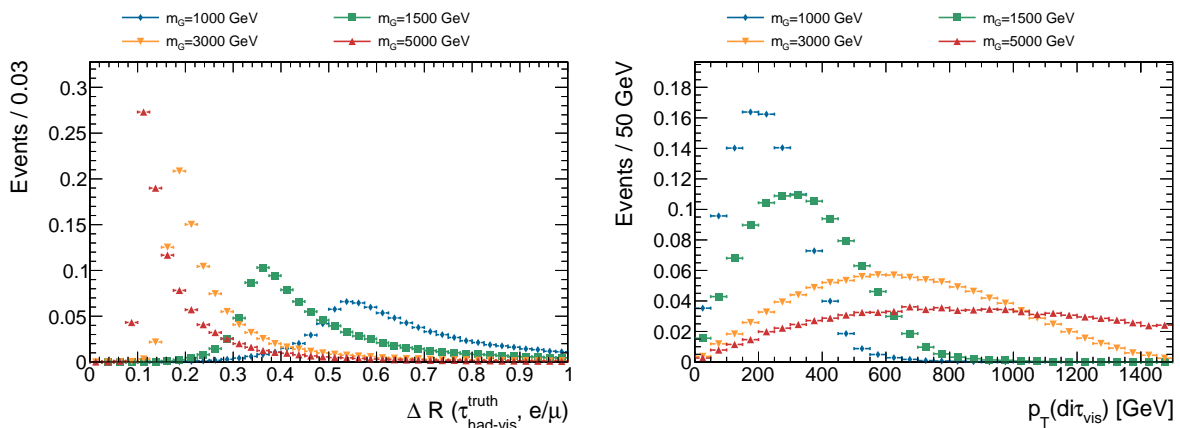 m_G=1000 GeV m_G=1500 GeV
m_G=3000 GeV m_G=5000 GeV
Events / 0.03
0.3
0.25
0.2
0.15
0.1
0.05
0
0 0.1 0.2 0.3 0.4 0.5 0.6 0.7 0.8 0.9 1
Δ R (τ^truth_had-vis, e/μ)
m_G=1000 GeV m_G=1500 GeV
m_G=3000 GeV m_G=5000 GeV
Events / 50 GeV
0.2
0.18
0.16
0.14
0.12
0.1
0.08
0.06
0.04
0.02
0
0 200 400 600 800 1000 1200 1400
p_T(diτ_vis) [GeV]